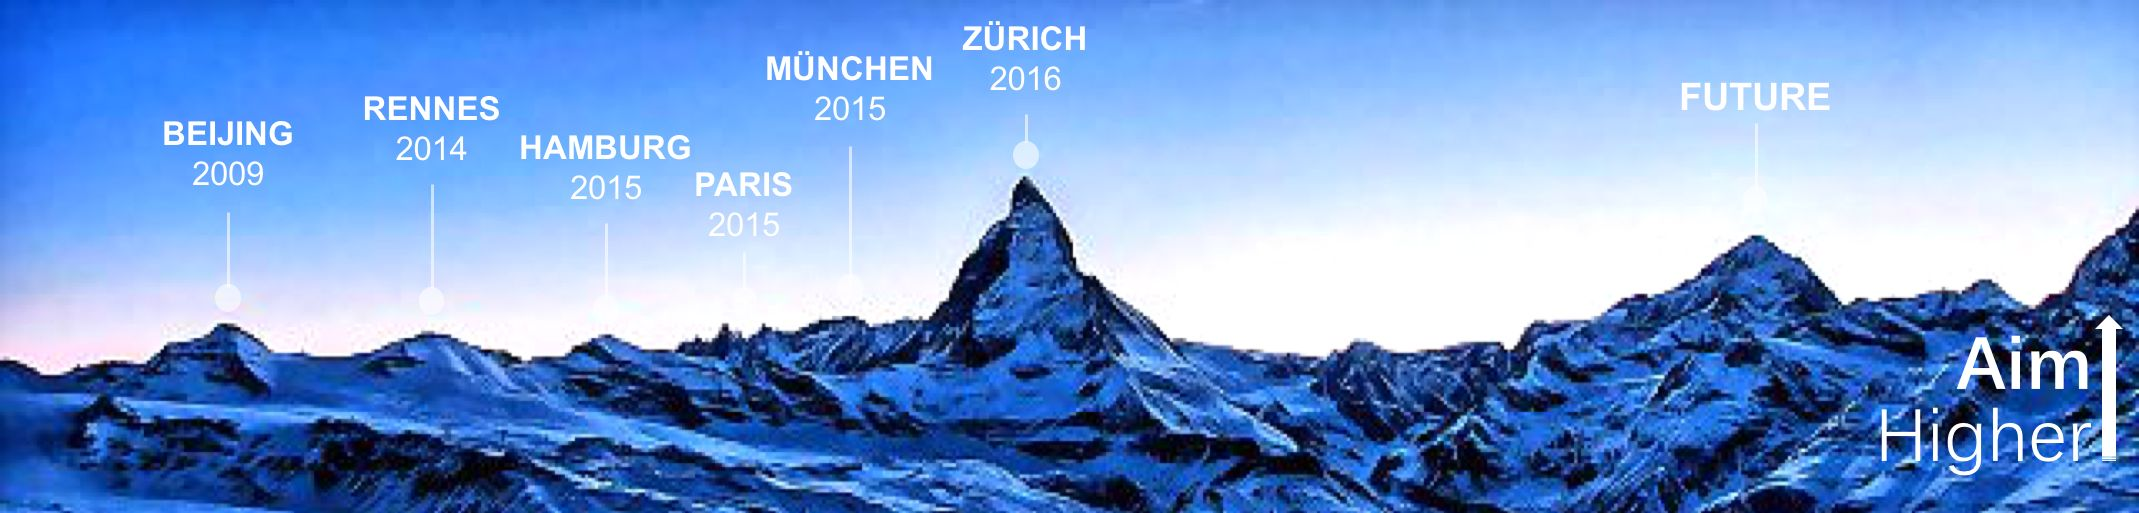 BEIJING
2009
RENNES
2014
HAMBURG
2015
PARIS
2015
MÜNCHEN
2015
ZÜRICH
2016
FUTURE
Aim
Higher